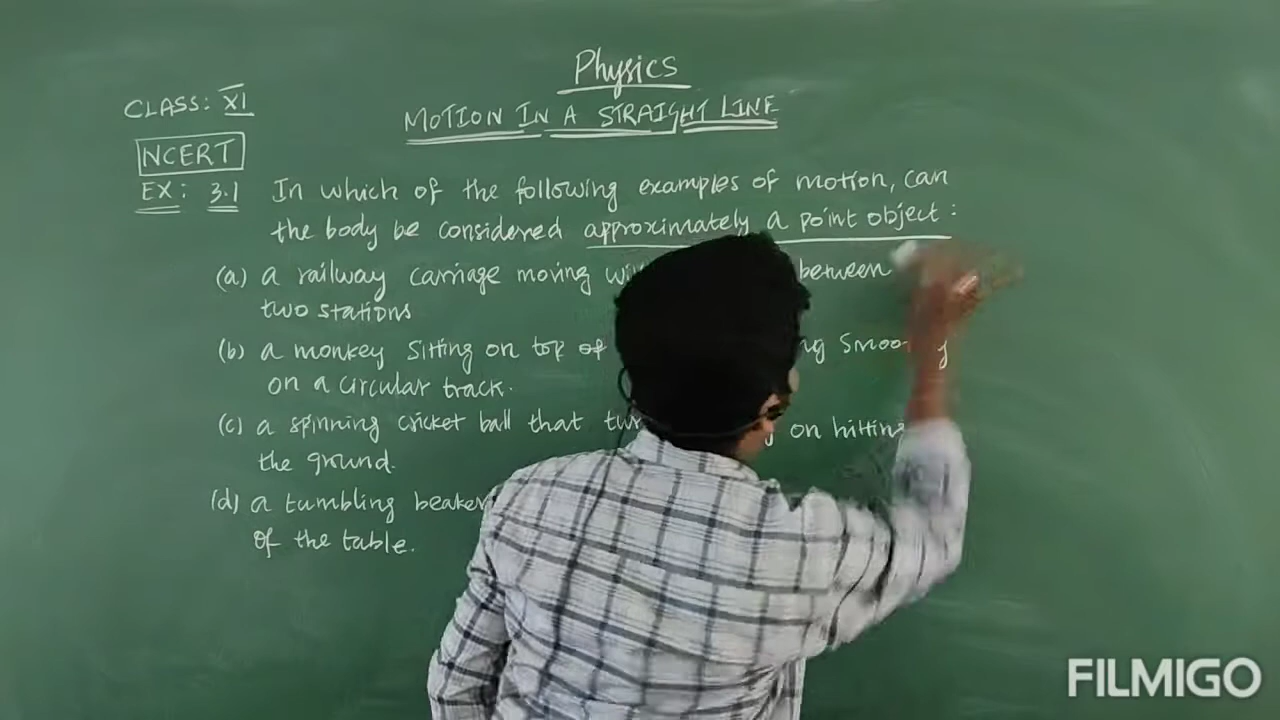 Physics
CLASS: XI
MOTION IN A STRAIGHT LINE
NCERT
EX: 3.1 In which of the following examples of motion, can
the body be considered approximately a point object:
(a) a railway carriage moving between
two stations
(b) a monkey sitting on top of
on a circular track.
(c) a spinning cricket ball that on hitting
the ground.
(d) a tumbling beaker
of the table.
FILMIGO